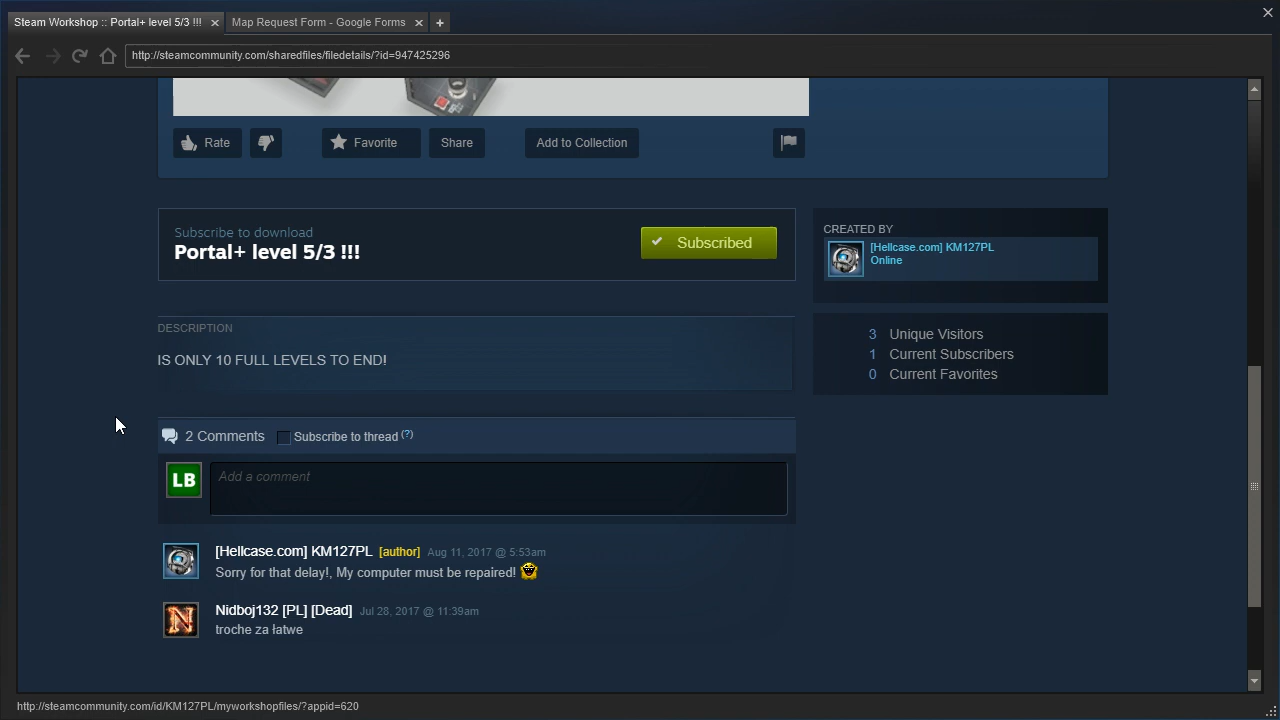 Steam Workshop :: Portal+ level 5/3 !!!
Map Request Form - Google Forms
http://steamcommunity.com/sharedfiles/filedetails/?id=947425296
Rate
Favorite
Share
Add to Collection
Subscribe to download
Portal+ level 5/3 !!!
Subscribed
CREATED BY
[Hellcase.com] KM127PL
Online
3 Unique Visitors
1 Current Subscribers
0 Current Favorites
DESCRIPTION
IS ONLY 10 FULL LEVELS TO END!
2 Comments Subscribe to thread (?)
LB
Add a comment
[Hellcase.com] KM127PL [author] Aug 11, 2017 @ 5:53am
Sorry for that delay!, My computer must be repaired!
N
Nidboj132 [PL] [Dead] Jul 28, 2017 @ 11:39am
troche za łatwe
http://steamcommunity.com/id/KM127PL/myworkshopfiles/?appid=620